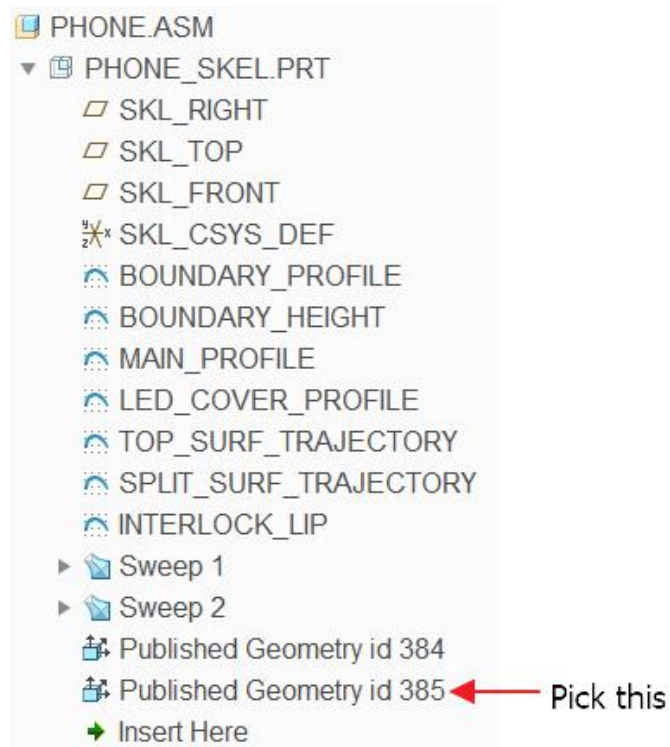 PHONE.ASM
PHONE_SKEL.PRT
SKL_RIGHT
SKL_TOP
SKL_FRONT
SKL_CSYS_DEF
BOUNDARY_PROFILE
BOUNDARY_HEIGHT
MAIN_PROFILE
LED_COVER_PROFILE
TOP_SURF_TRAJECTORY
SPLIT_SURF_TRAJECTORY
INTERLOCK_LIP
Sweep 1
Sweep 2
Published Geometry id 384
Published Geometry id 385 Pick this
Insert Here